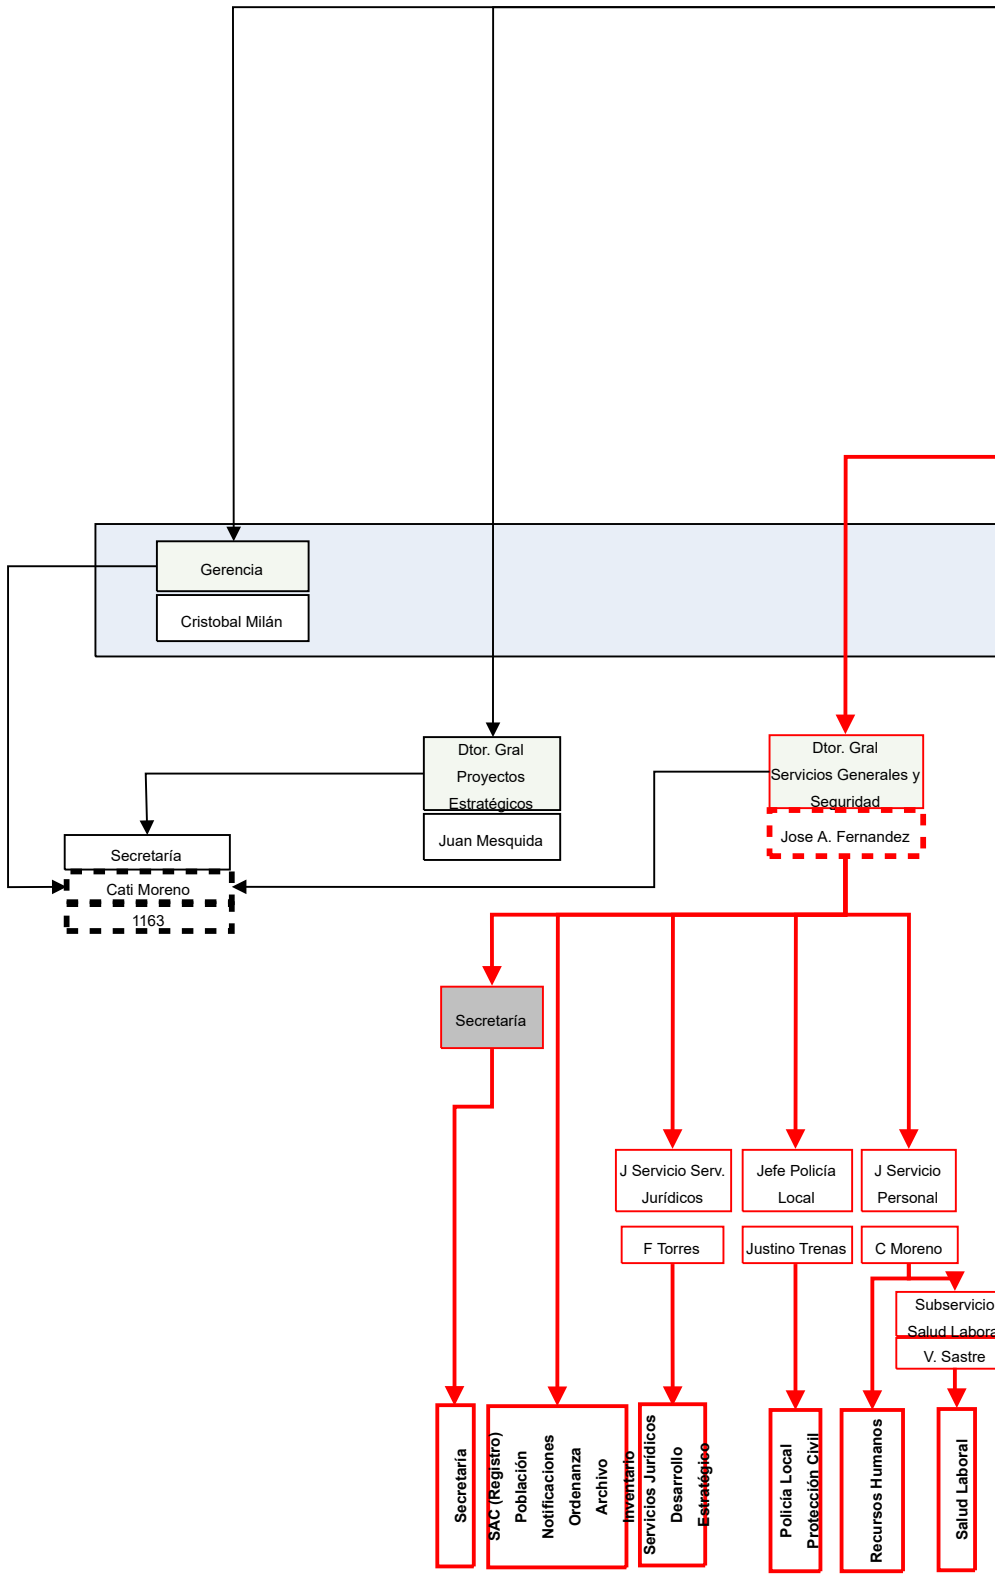 Gerencia
Cristobal Milán
Dtor. Gral
Proyectos
Estratégicos
Juan Mesquida
Dtor. Gral
Servicios Generales y
Seguridad
Jose A. Fernandez
Secretaría
Cati Moreno
1163
Secretaría
J Servicio Serv.
Jurídicos
F Torres
Jefe Policía
Local
Justino Trenas
J Servicio
Personal
C Moreno
Subservicio
Salud Labora
V. Sastre
Secretaría
SAC (Registro)
Población
Notificaciones
Ordenanza
Archivo
Inventario
Servicios Jurídicos
Desarrollo
Estratégico
Policía Local
Protección Civil
Recursos Humanos
Salud Laboral